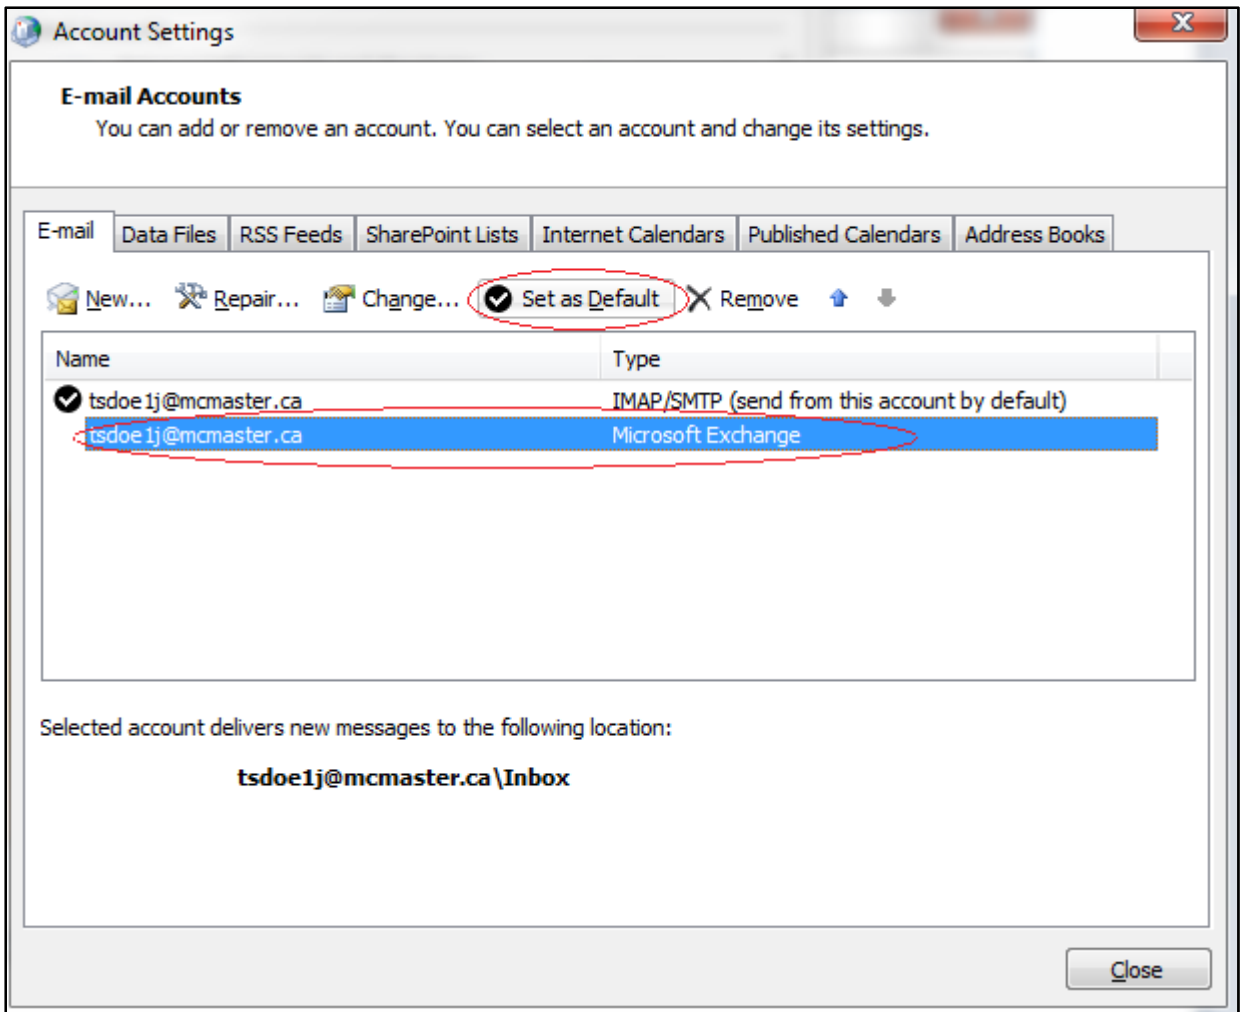 Account Settings
E-mail Accounts
You can add or remove an account. You can select an account and change its settings.
E-mail Data Files RSS Feeds SharePoint Lists Internet Calendars Published Calendars Address Books
New... Repair... Change... Set as Default Remove
Name Type
tsdoe1j@mcmaster.ca IMAP/SMTP (send from this account by default)
tsdoe1j@mcmaster.ca Microsoft Exchange
Selected account delivers new messages to the following location:
tsdoe1j@mcmaster.ca\Inbox
Close